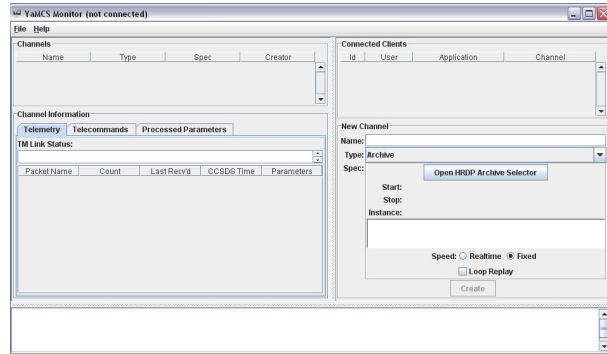 YaMCS Monitor (not connected)
File Help
Channels
Name Type Spec Creator
Channel Information
Telemetry Telecommands Processed Parameters
TM Link Status:
Packet Name Count Last Recv'd CCSDS Time Parameters
Connected Clients
Id User Application Channel
New Channel
Name:
Type: Archive
Spec: Open HRDP Archive Selector
Start:
Stop:
Instance:
Speed: Realtime Fixed
Loop Replay
Create